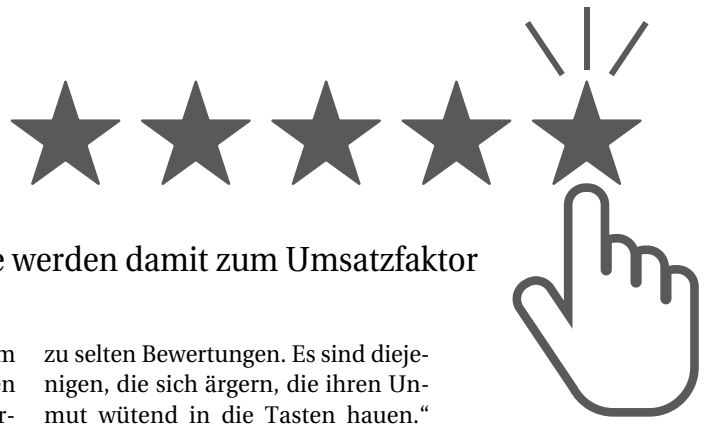 e werden damit zum Umsatzfaktor
m
en
r-
zu selten Bewertungen. Es sind dieje-
nigen, die sich ärgern, die ihren Un-
mut wütend in die Tasten hauen.“